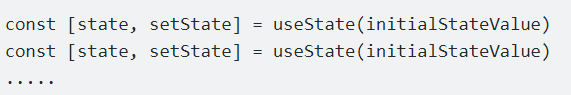 const [state, setState] = useState(initialStateValue)
const [state, setState] = useState(initialStateValue)
.....